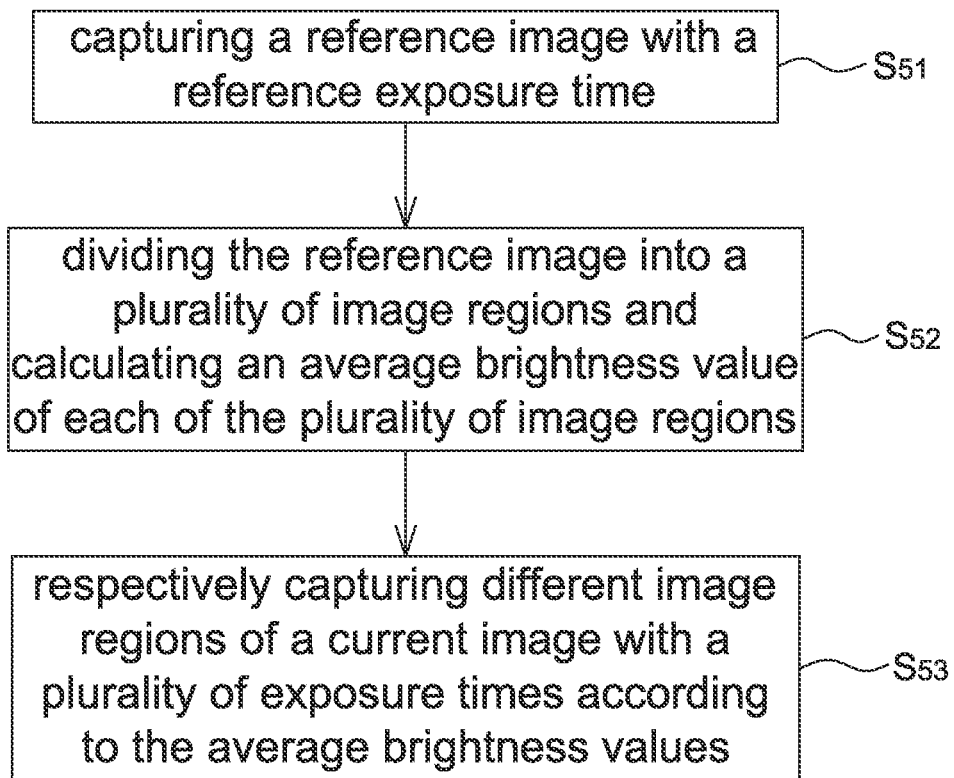 capturing a reference image with a
reference exposure time
S51
dividing the reference image into a
plurality of image regions and
calculating an average brightness value
of each of the plurality of image regions
S52
respectively capturing different image
regions of a current image with a
plurality of exposure times according
to the average brightness values
S53